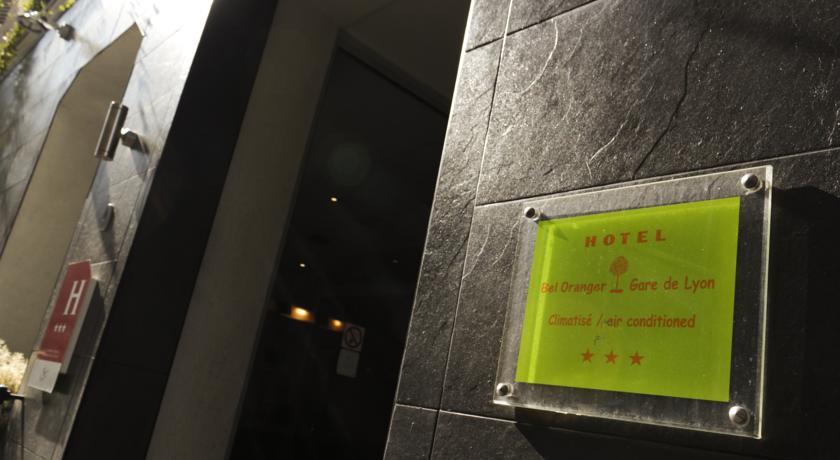 H
HOTEL
Bel Oranger Gare de Lyon
Climatisé / air conditioned